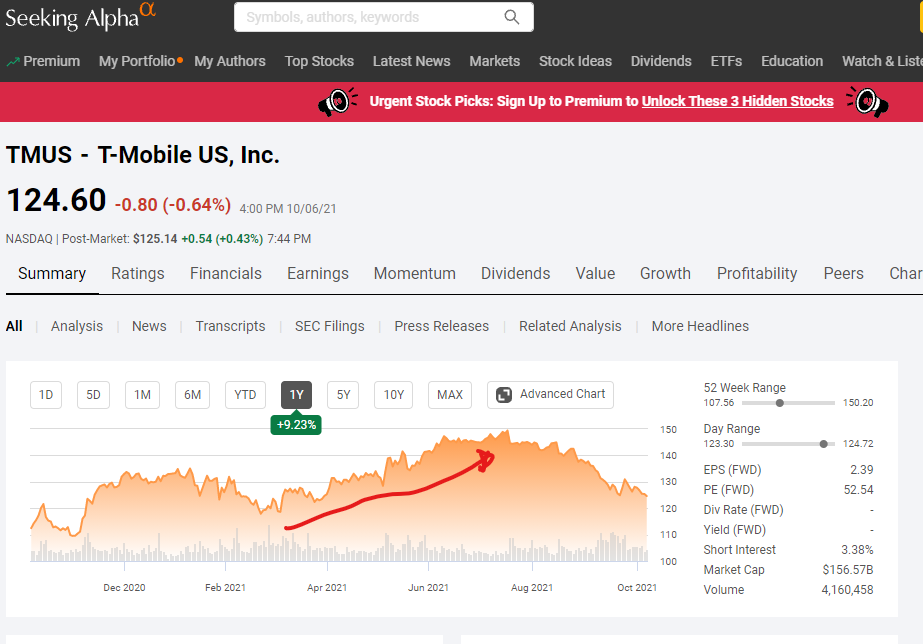 Seeking Alpha α
Symbols, authors, keywords
Premium My Portfolio My Authors Top Stocks Latest News Markets Stock Ideas Dividends ETFs Education Watch & Liste
Urgent Stock Picks: Sign Up to Premium to Unlock These 3 Hidden Stocks
TMUS - T-Mobile US, Inc.
124.60 -0.80 (-0.64%) 4:00 PM 10/06/21
NASDAQ | Post-Market: $125.14 +0.54 (+0.43%) 7:44 PM
Summary Ratings Financials Earnings Momentum Dividends Value Growth Profitability Peers Char
All | Analysis | News | Transcripts | SEC Filings | Press Releases | Related Analysis | More Headlines
1D 5D 1M 6M YTD 1Y 5Y 10Y MAX Advanced Chart
+9.23%
150
140
130
120
110
100
Dec 2020 Feb 2021 Apr 2021 Jun 2021 Aug 2021 Oct 2021
52 Week Range
107.56 150.20
Day Range
123.30 124.72
EPS (FWD) 2.39
PE (FWD) 52.54
Div Rate (FWD) -
Yield (FWD) -
Short Interest 3.38%
Market Cap $156.57B
Volume 4,160,458